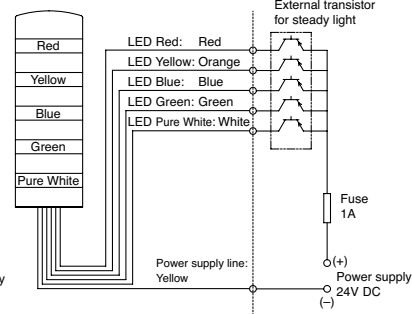 External transistor
for steady light
Red
Yellow
Blue
Green
Pure White
LED Red: Red
LED Yellow: Orange
LED Blue: Blue
LED Green: Green
LED Pure White: White
Fuse
1A
Power supply line:
Yellow
(+)
Power supply
24V DC
(–)
y